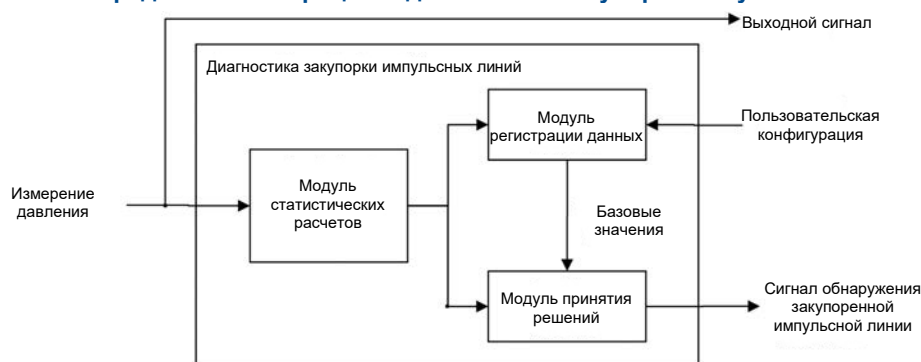 Выходной сигнал
Диагностика закупорки импульсных линий
Модуль
регистрации данных
Пользовательская
конфигурация
Измерение
давления
Модуль
статистических
расчетов
Базовые
значения
Модуль принятия
решений
Сигнал обнаружения
закупоренной
импульсной линии